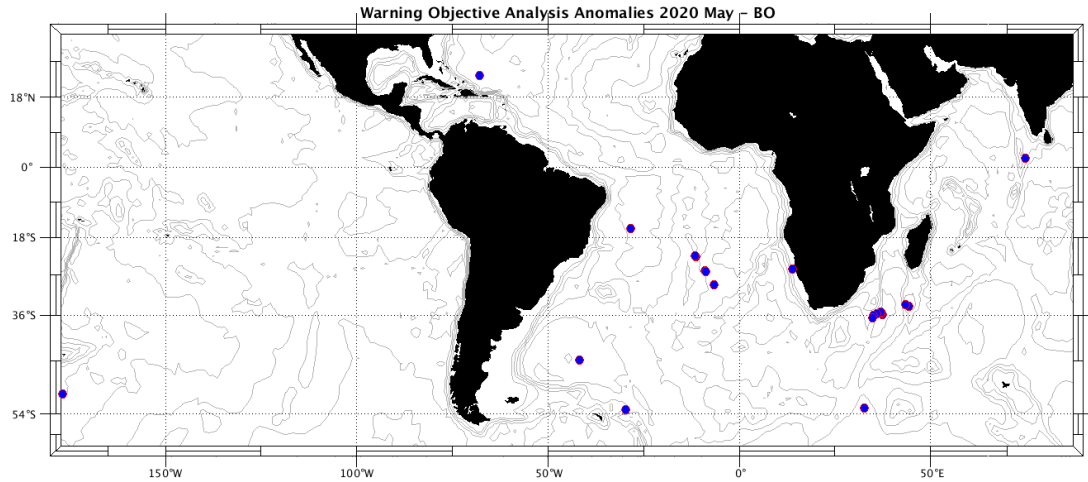 Warning Objective Analysis Anomalies 2020 May – BO
18°N
0°
18°S
36°S
54°S
150°W
100°W
50°W
0°
50°E